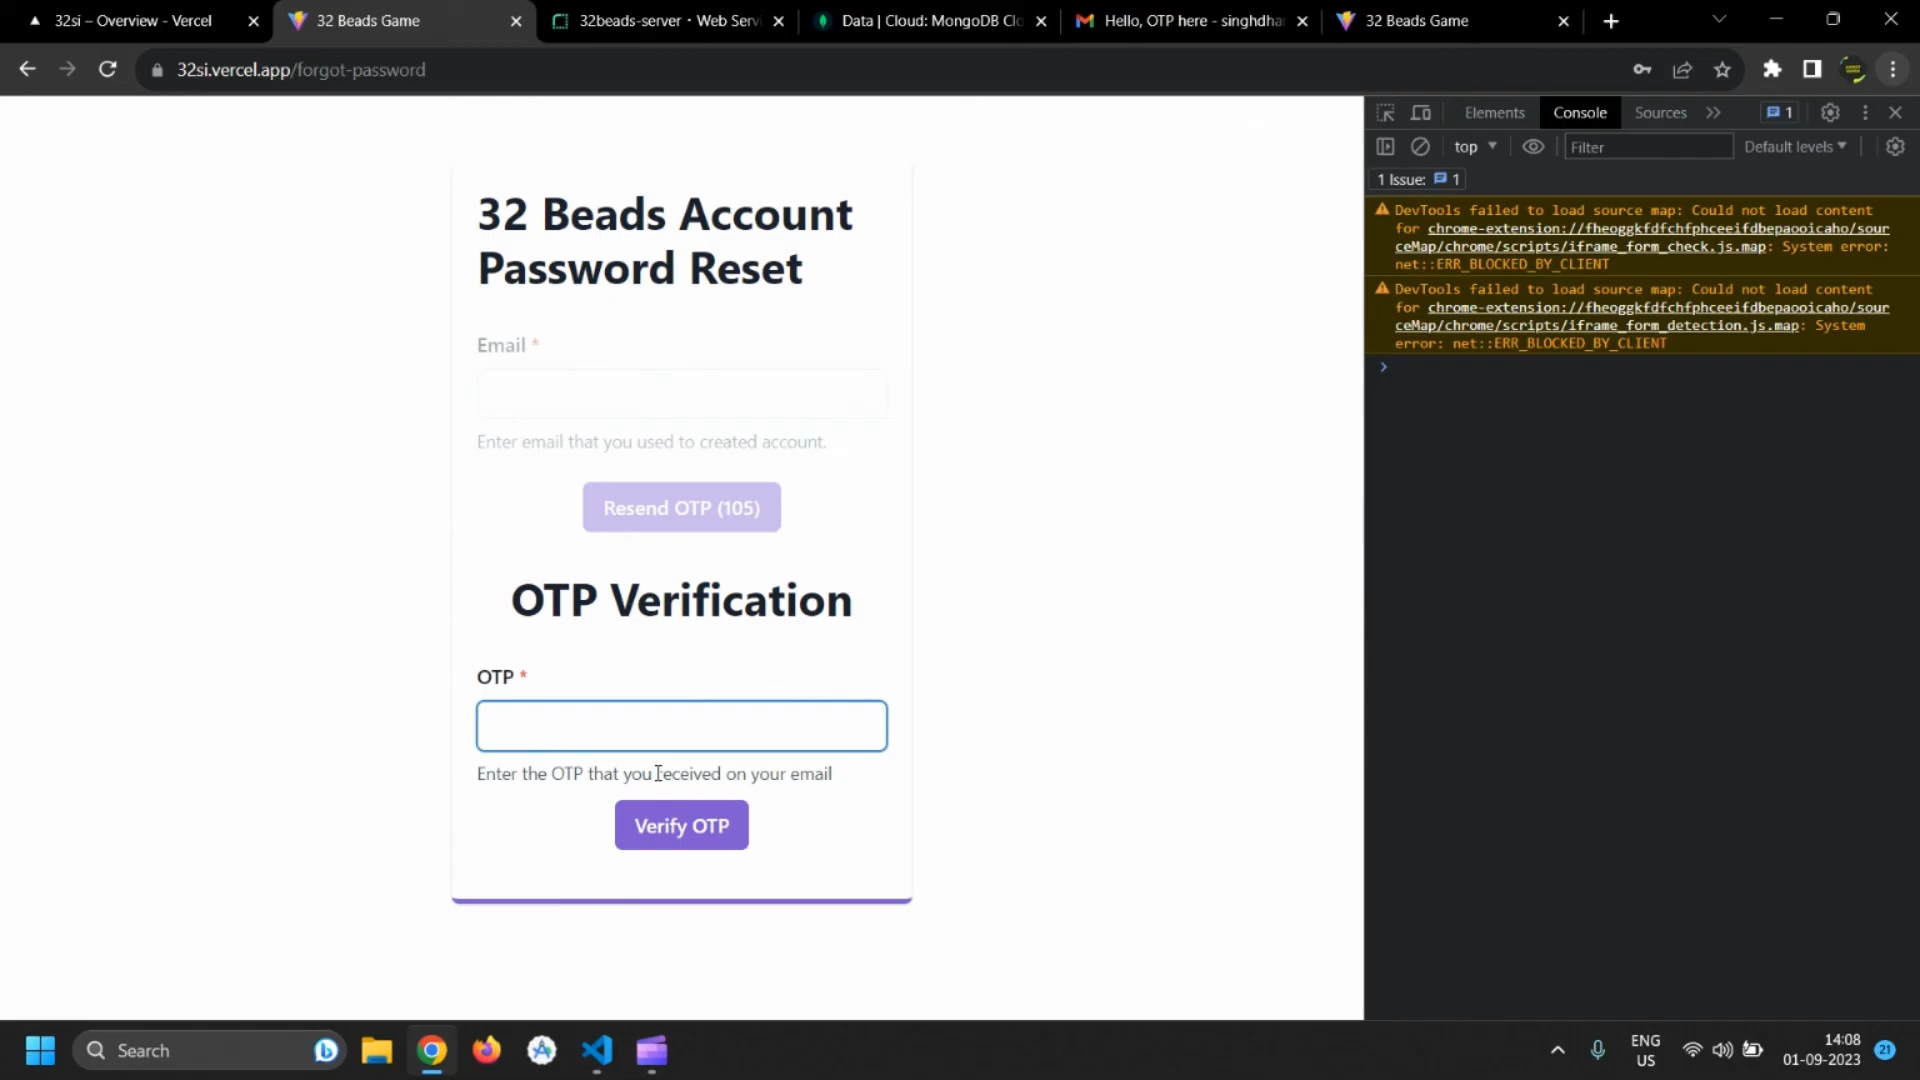 32si – Overview - Vercel
32 Beads Game
32beads-server · Web Servi
Data | Cloud: MongoDB Clo
Hello, OTP here - singhdhar
32 Beads Game
32si.vercel.app/forgot-password
32 Beads Account
Password Reset
Email *
Enter email that you used to created account.
Resend OTP (105)
OTP Verification
OTP *
Enter the OTP that you received on your email
Verify OTP
Elements
Console
Sources
1
top
Filter
Default levels
1 Issue: 1
DevTools failed to load source map: Could not load content
for chrome-extension://fheoggkfdfchfphceeifdbepaooicaho/sour
ceMap/chrome/scripts/iframe_form_check.js.map: System error:
net::ERR_BLOCKED_BY_CLIENT
DevTools failed to load source map: Could not load content
for chrome-extension://fheoggkfdfchfphceeifdbepaooicaho/sour
ceMap/chrome/scripts/iframe_form_detection.js.map: System
error: net::ERR_BLOCKED_BY_CLIENT
Search
ENG
US
14:08
01-09-2023
21